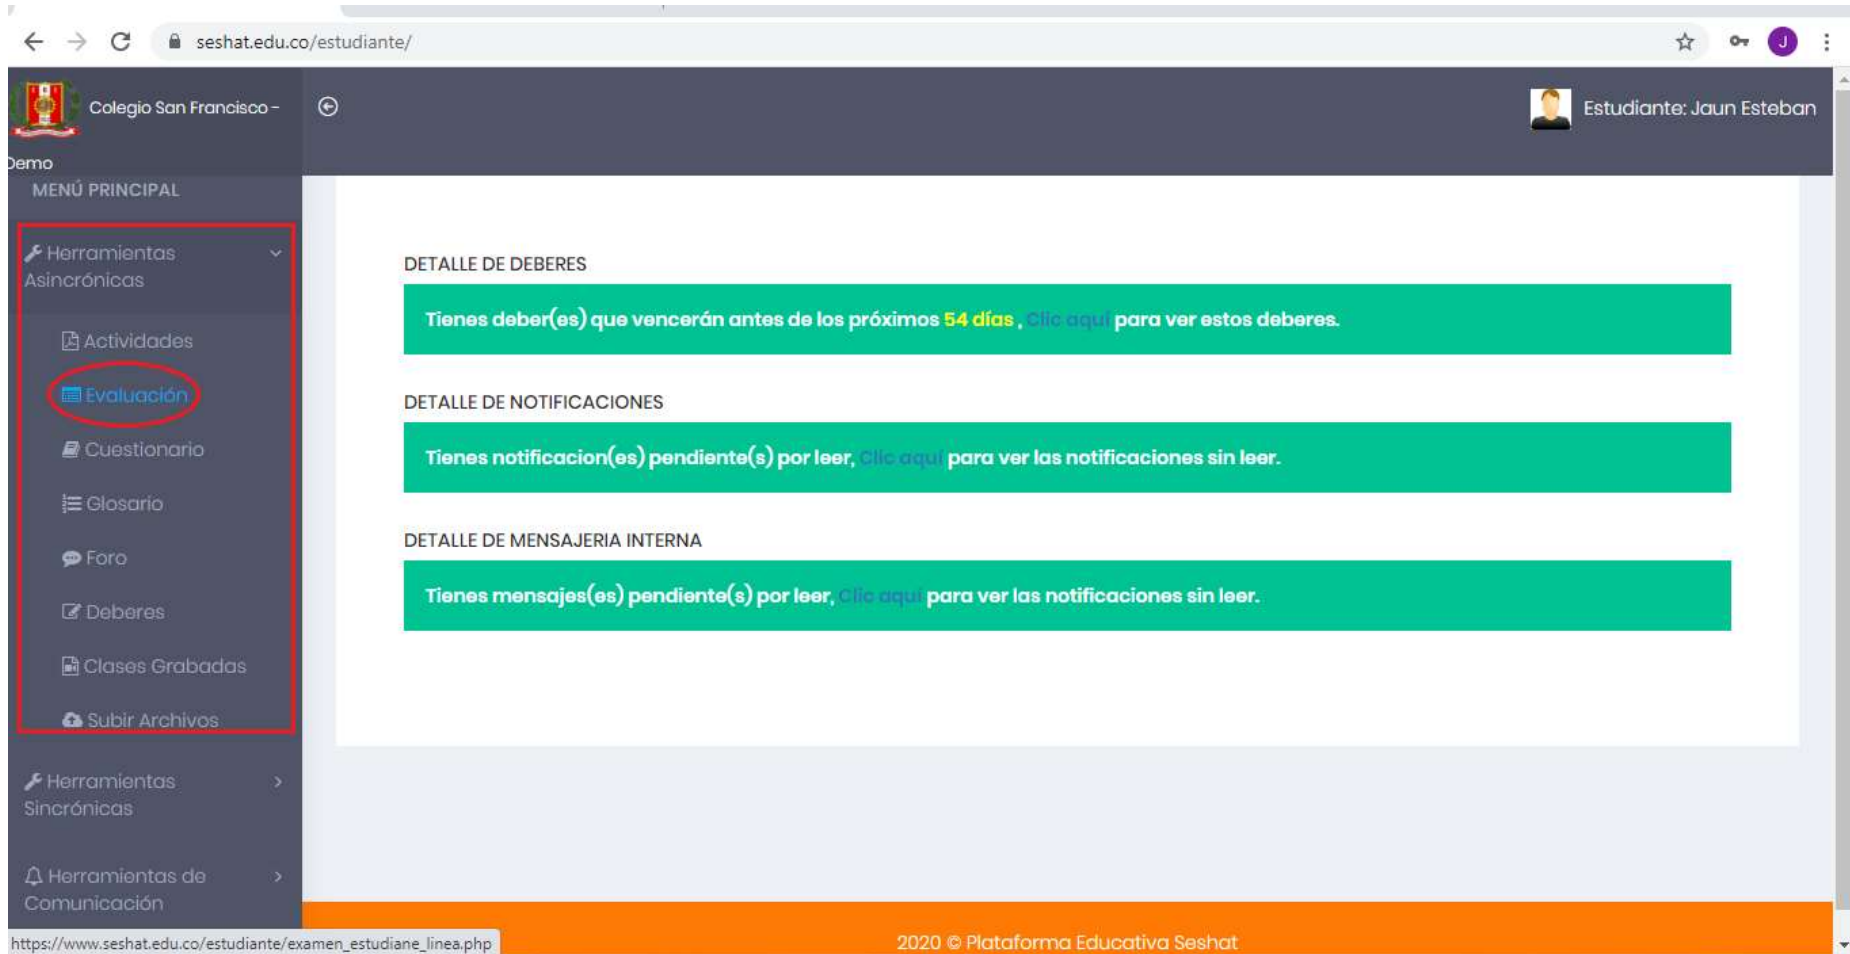 seshat.edu.co/estudiante/
J
Colegio San Francisco -
Demo
Estudiante: Jaun Esteban
MENÚ PRINCIPAL
Herramientas
Asincrónicas
Actividades
Evaluación
Cuestionario
Glosario
Foro
Deberes
Clases Grabadas
Subir Archivos
Herramientas
Sincrónicas
Herramientas de
Comunicación
DETALLE DE DEBERES
Tienes deber(es) que vencerán antes de los próximos 54 días , Clic aquí para ver estos deberes.
DETALLE DE NOTIFICACIONES
Tienes notificacion(es) pendiente(s) por leer, Clic aquí para ver las notificaciones sin leer.
DETALLE DE MENSAJERIA INTERNA
Tienes mensajes(es) pendiente(s) por leer, Clic aquí para ver las notificaciones sin leer.
https://www.seshat.edu.co/estudiante/examen_estudiane_linea.php
2020 © Plataforma Educativa Seshat